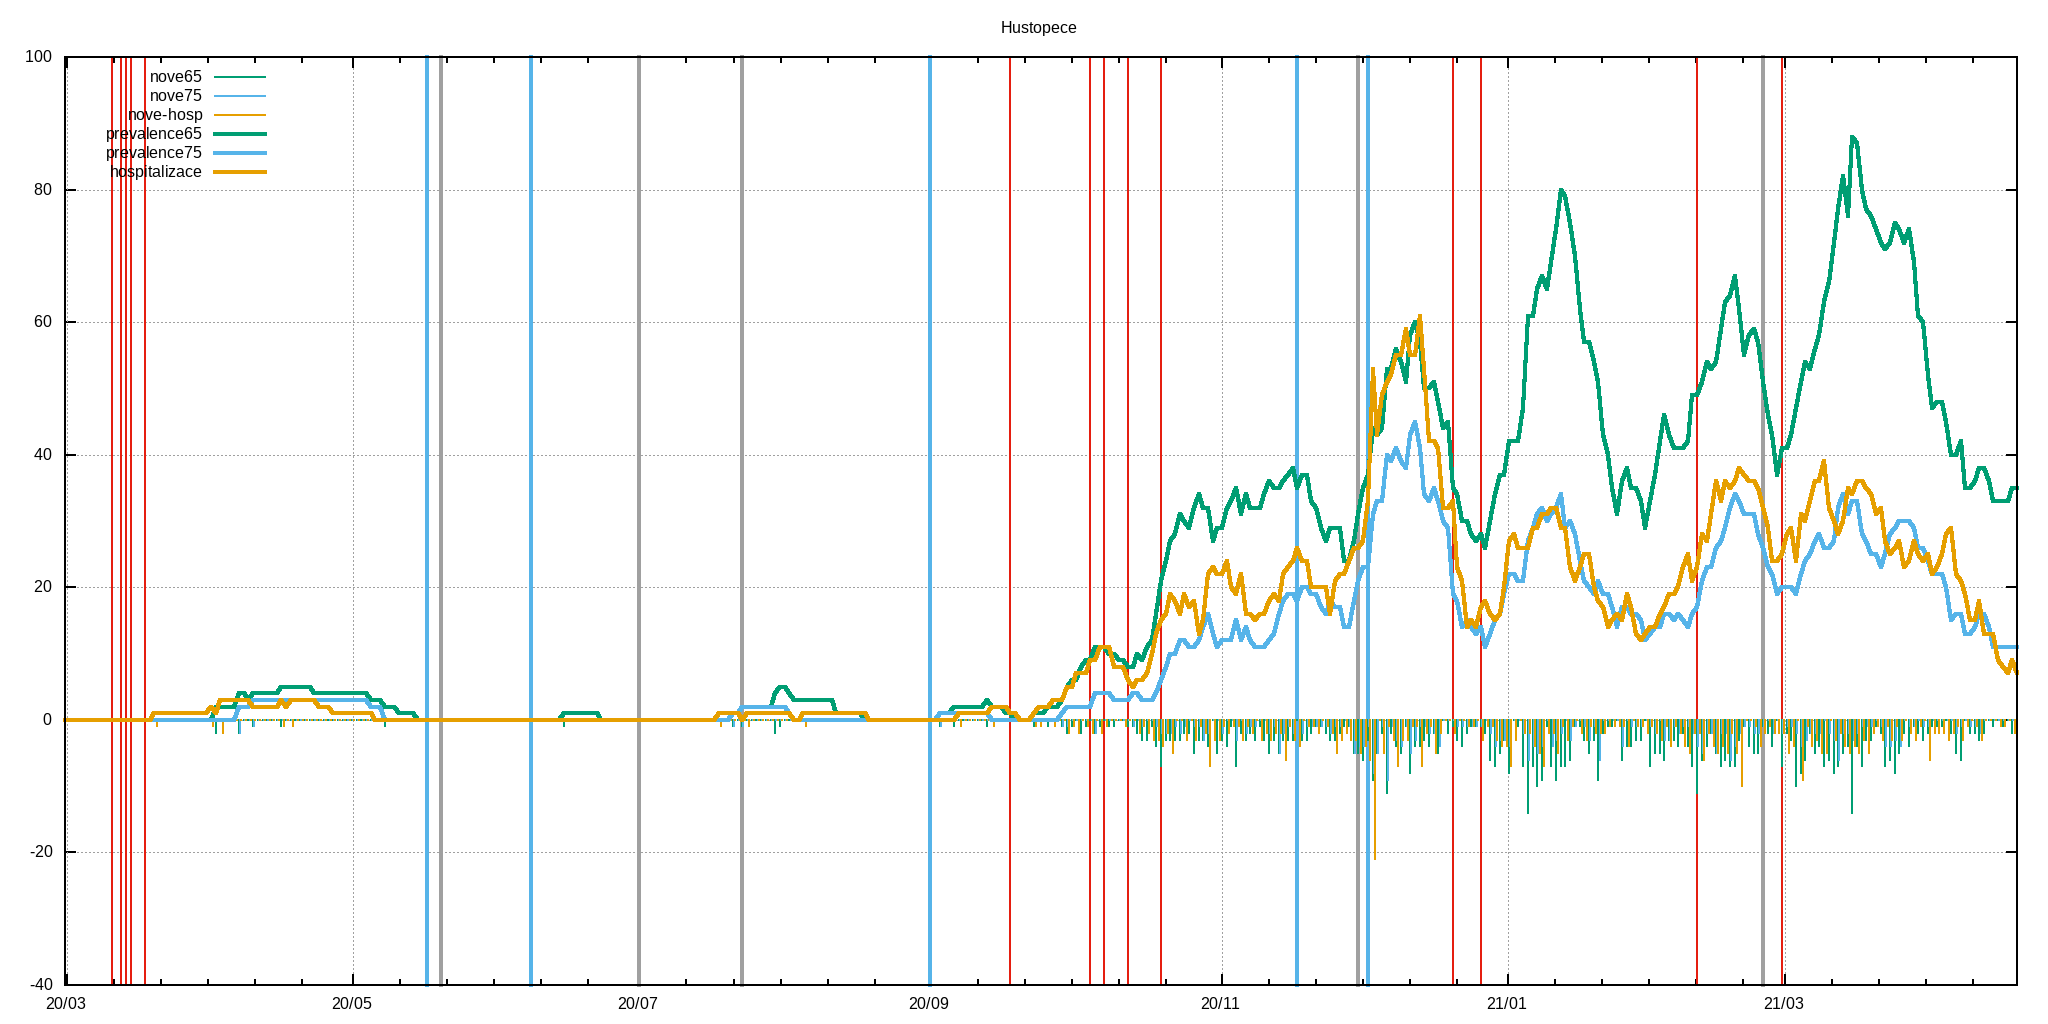 Hustopece
100
nove65
nove75
nove-hosp
prevalence65
prevalence75
hospitalizace
80
60
40
20
0
-20
-40
20/03 20/05 20/07 20/09 20/11 21/01 21/03